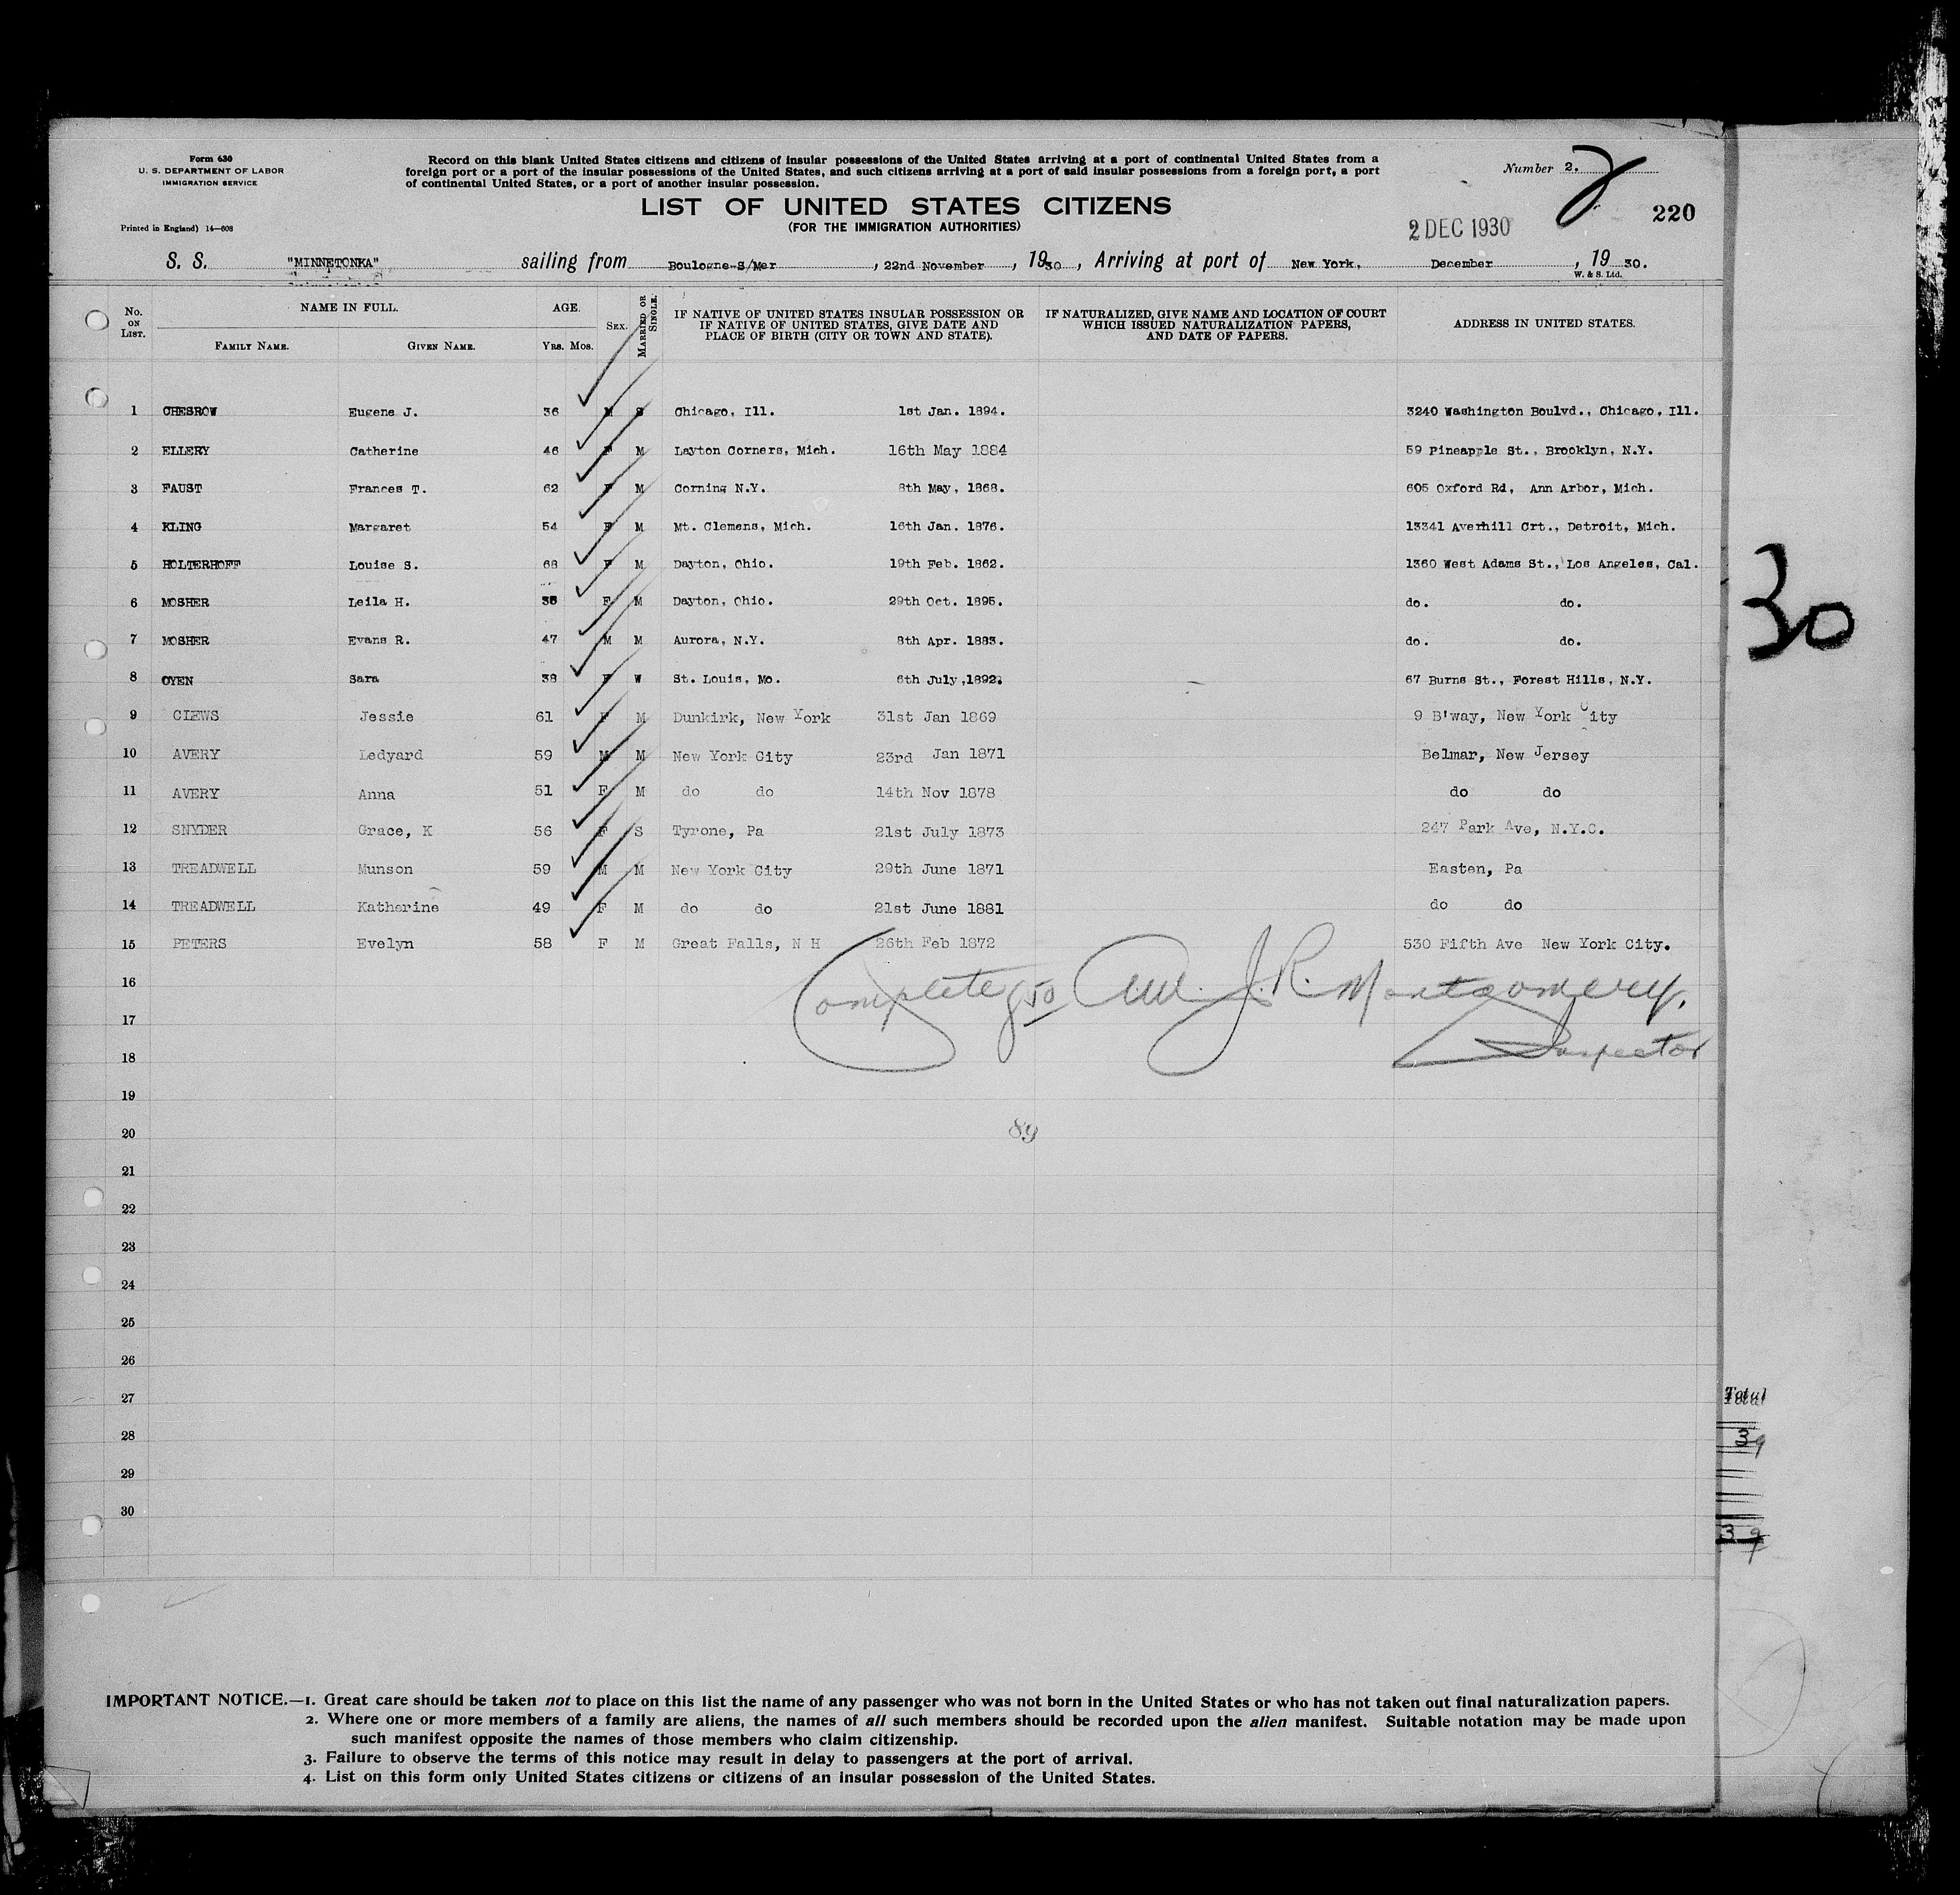 Form 630
U. S. DEPARTMENT OF LABOR
IMMIGRATION SERVICE
Printed in England) 14—608
Record on this blank United States citizens and citizens of insular possessions of the United States arriving at a port of continental United States from a
foreign port or a port of the insular possessions of the United States, and such citizens arriving at a port of said insular possessions from a foreign port, a port
of continental United States, or a port of another insular possession.
Number 2. 2
LIST OF UNITED STATES CITIZENS
(FOR THE IMMIGRATION AUTHORITIES)
2 DEC 1930
220
S. S. "MINNETONKA" sailing from Boulogne-S/Mer, 22nd November, 1930, Arriving at port of New York, December, 1930.
W. & S. Ltd.
No. ON LIST. NAME IN FULL. FAMILY NAME. GIVEN NAME. AGE. YRS. MOS. SEX. MARRIED OR SINGLE. IF NATIVE OF UNITED STATES INSULAR POSSESSION OR IF NATIVE OF UNITED STATES, GIVE DATE AND PLACE OF BIRTH (CITY OR TOWN AND STATE). IF NATURALIZED, GIVE NAME AND LOCATION OF COURT WHICH ISSUED NATURALIZATION PAPERS, AND DATE OF PAPERS. ADDRESS IN UNITED STATES.
1 CHESROW Eugene J. 36 M S Chicago, Ill. 1st Jan. 1894. 3240 Washington Boulvd., Chicago, Ill.
2 ELLERY Catherine 46 F M Layton Corners, Mich. 16th May 1884 59 Pineapple St., Brooklyn, N.Y.
3 FAUST Frances T. 62 F M Corning N.Y. 8th May, 1868. 605 Oxford Rd, Ann Arbor, Mich.
4 KLING Margaret 54 F M Mt. Clemens, Mich. 16th Jan. 1876. 13341 Averhill Crt., Detroit, Mich.
5 HOLTERHOFF Louise S. 68 F M Dayton, Ohio. 19th Feb. 1862. 1360 West Adams St., Los Angeles, Cal.
6 MOSHER Leila H. 35 F M Dayton, Ohio. 29th Oct. 1895. do. do.
7 MOSHER Evans R. 47 M M Aurora, N.Y. 8th Apr. 1883. do. do.
8 OYEN Sara 38 F W St. Louis, Mo. 6th July, 1892. 67 Burns St., Forest Hills, N.Y.
9 CLEWS Jessie 61 F M Dunkirk, New York 31st Jan 1869 9 B'way, New York City
10 AVERY Ledyard 59 M M New York City 23rd Jan 1871 Belmar, New Jersey
11 AVERY Anna 51 F M do do 14th Nov 1878 do do
12 SNYDER Grace, K 56 F S Tyrone, Pa 21st July 1873 247 Park Ave, N.Y.C.
13 TREADWELL Munson 59 M M New York City 29th June 1871 Easten, Pa
14 TREADWELL Katherine 49 F M do do 21st June 1881 do do
15 PETERS Evelyn 58 F M Great Falls, N H 26th Feb 1872 530 Fifth Ave New York City.
16
Complete 850 A.M. J. R. Montgomery.
17
18
Inspector
19
20
89
21
22
23
24
25
26
27
28
29
30
30
Total
39
39
IMPORTANT NOTICE.—1. Great care should be taken not to place on this list the name of any passenger who was not born in the United States or who has not taken out final naturalization papers.
2. Where one or more members of a family are aliens, the names of all such members should be recorded upon the alien manifest. Suitable notation may be made upon
such manifest opposite the names of those members who claim citizenship.
3. Failure to observe the terms of this notice may result in delay to passengers at the port of arrival.
4. List on this form only United States citizens or citizens of an insular possession of the United States.